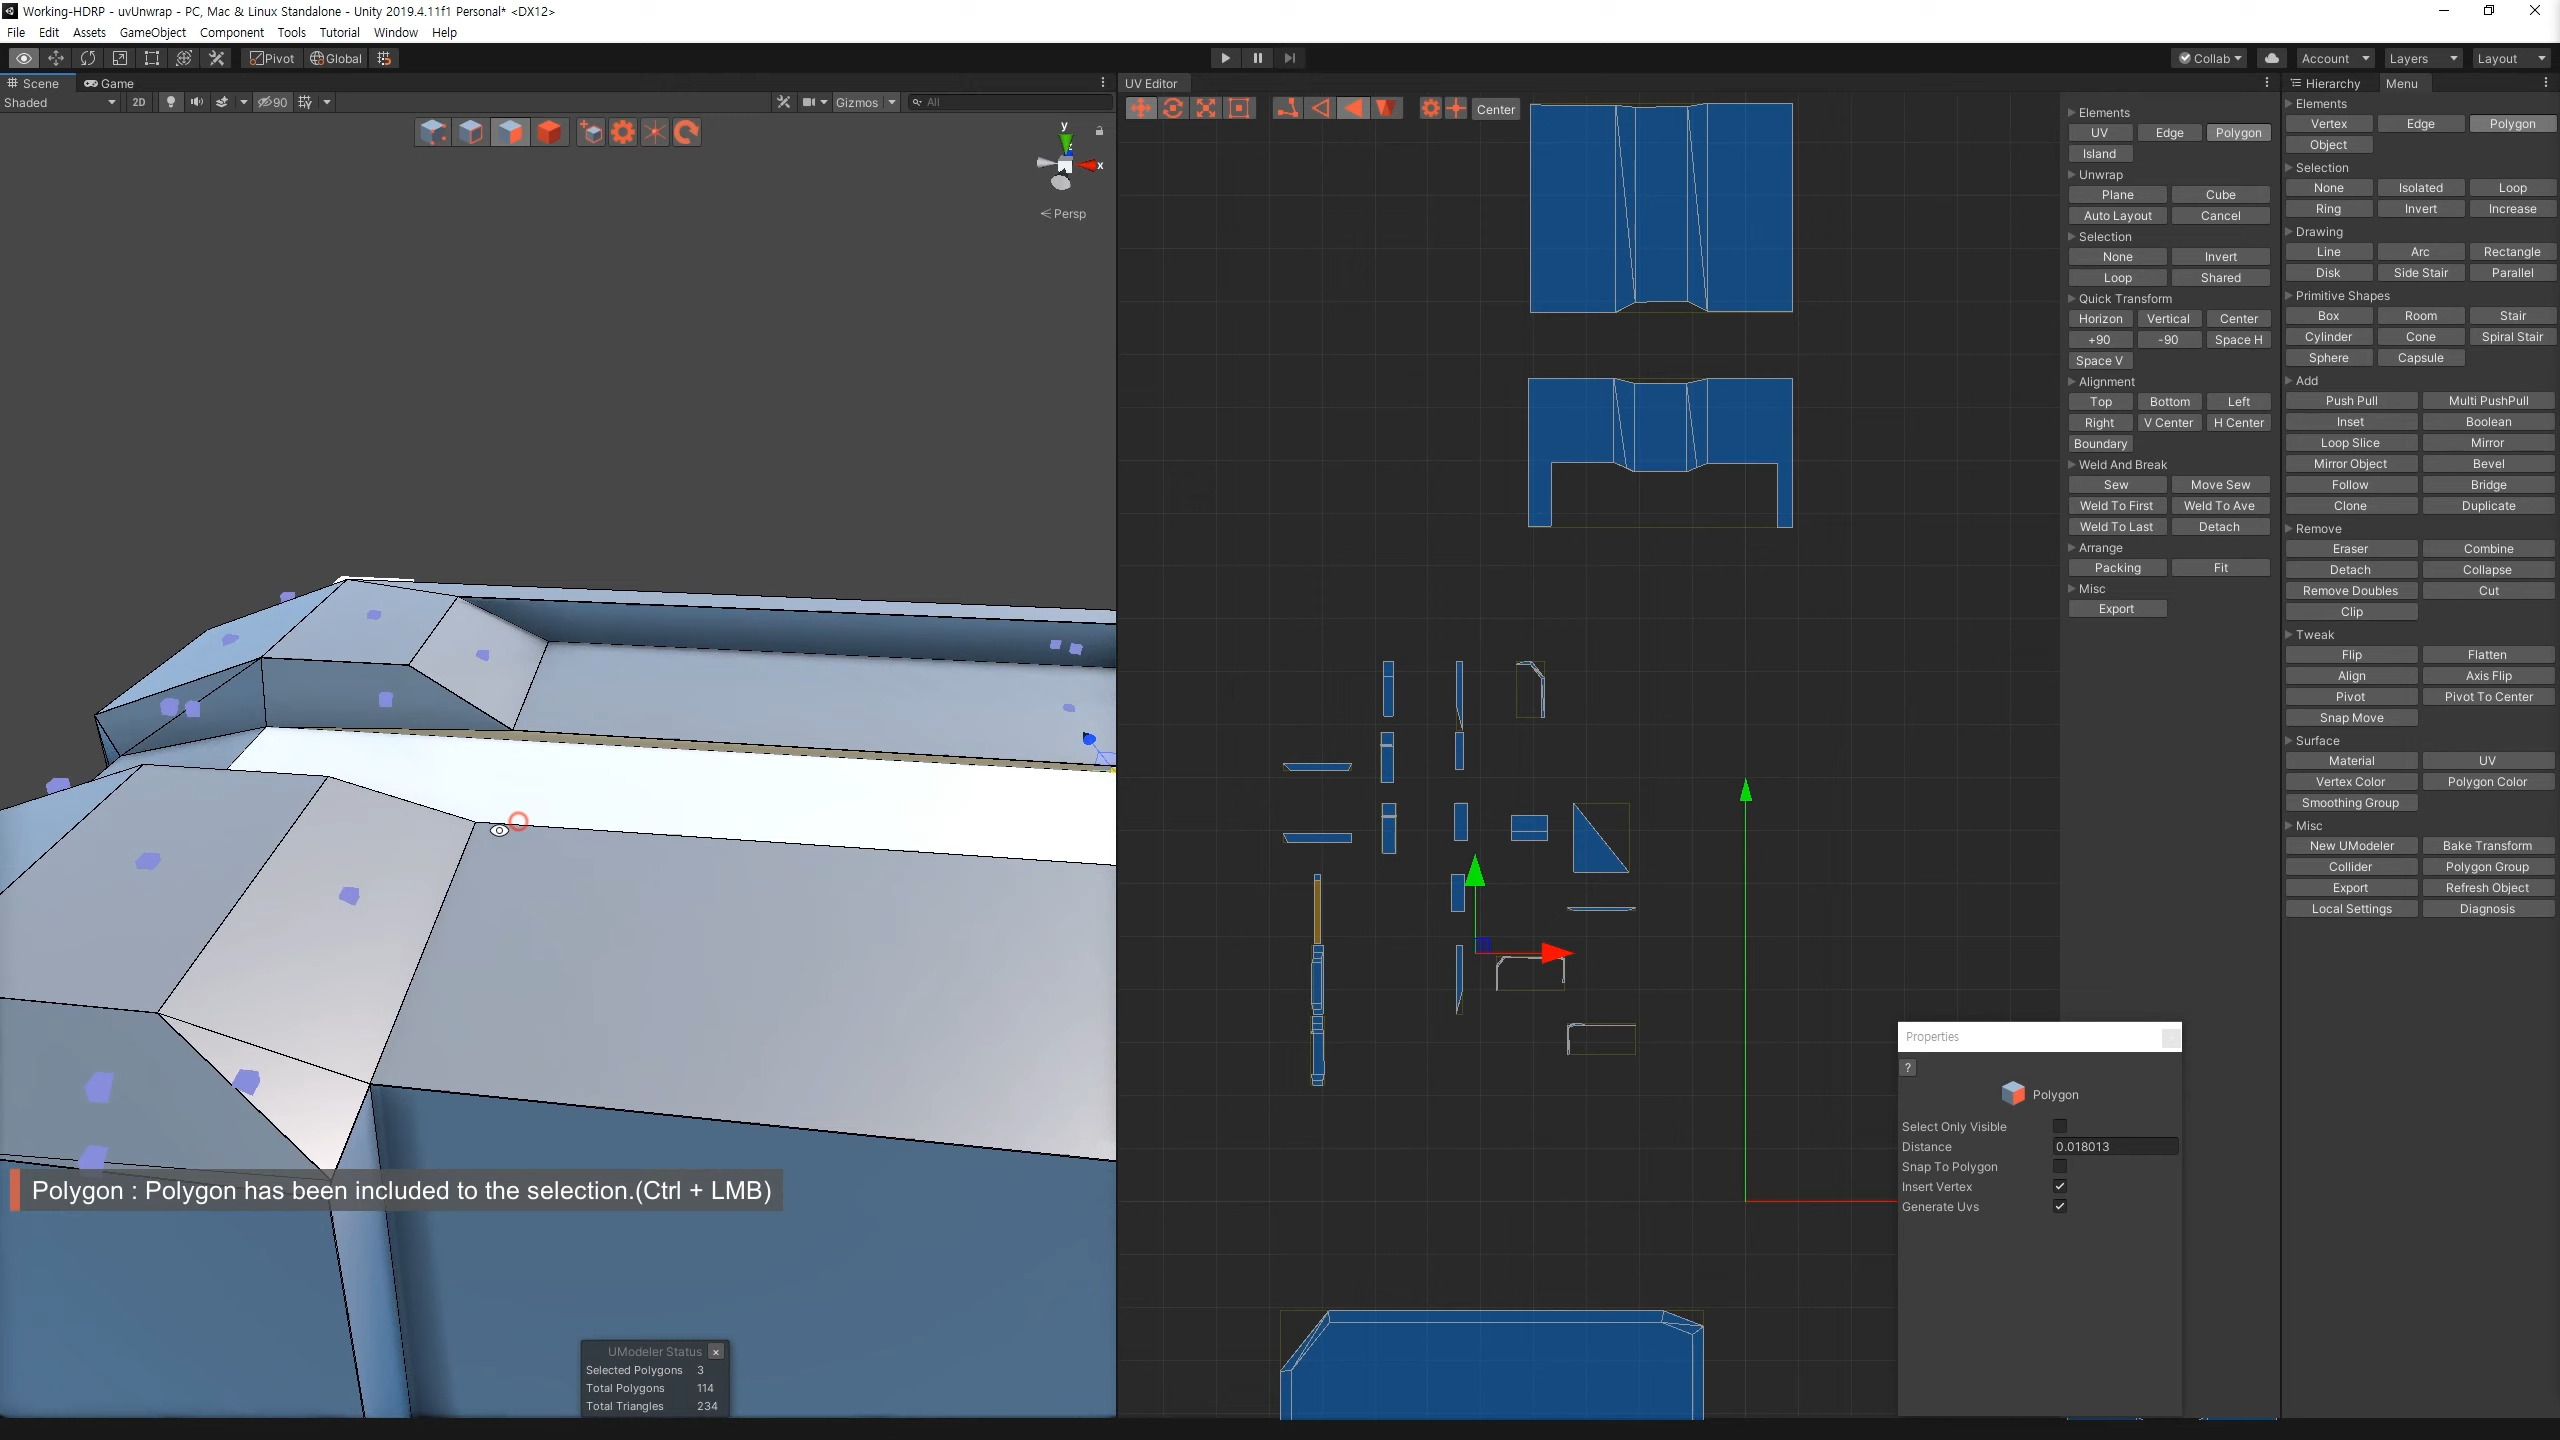 Working-HDRP - uvUnwrap - PC, Mac & Linux Standalone - Unity 2019.4.11f1 Personal* <DX12>
File Edit Assets GameObject Component Tools Tutorial Window Help
Pivot Global Collab Account Layers Layout
Scene Game
Shaded 2D 90 Gizmos All
y
x
Persp
UV Editor
Center
Elements
UV Edge Polygon
Island
Unwrap
Plane Cube
Auto Layout Cancel
Selection
None Invert
Loop Shared
Quick Transform
Horizon Vertical Center
+90 -90 Space H
Space V
Alignment
Top Bottom Left
Right V Center H Center
Boundary
Weld And Break
Sew Move Sew
Weld To First Weld To Ave
Weld To Last Detach
Arrange
Packing Fit
Misc
Export
Hierarchy Menu
Elements
Vertex Edge Polygon
Object
Selection
None Isolated Loop
Ring Invert Increase
Drawing
Line Arc Rectangle
Disk Side Stair Parallel
Primitive Shapes
Box Room Stair
Cylinder Cone Spiral Stair
Sphere Capsule
Add
Push Pull Multi PushPull
Inset Boolean
Loop Slice Mirror
Mirror Object Bevel
Follow Bridge
Clone Duplicate
Remove
Eraser Combine
Detach Collapse
Remove Doubles Cut
Clip
Tweak
Flip Flatten
Align Axis Flip
Pivot Pivot To Center
Snap Move
Surface
Material UV
Vertex Color Polygon Color
Smoothing Group
Misc
New UModeler Bake Transform
Collider Polygon Group
Export Refresh Object
Local Settings Diagnosis
Properties
?
Polygon
Select Only Visible
Distance 0.018013
Snap To Polygon
Insert Vertex
Generate Uvs
Polygon : Polygon has been included to the selection.(Ctrl + LMB)
UModeler Status
Selected Polygons 3
Total Polygons 114
Total Triangles 234